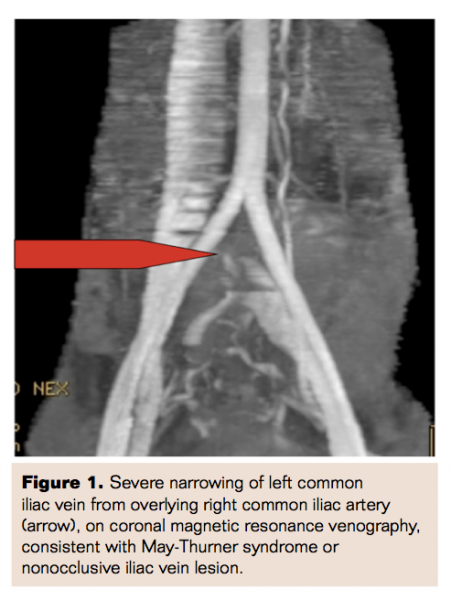 D NEX
Figure 1. Severe narrowing of left common
iliac vein from overlying right common iliac artery
(arrow), on coronal magnetic resonance venography,
consistent with May-Thurner syndrome or
nonocclusive iliac vein lesion.